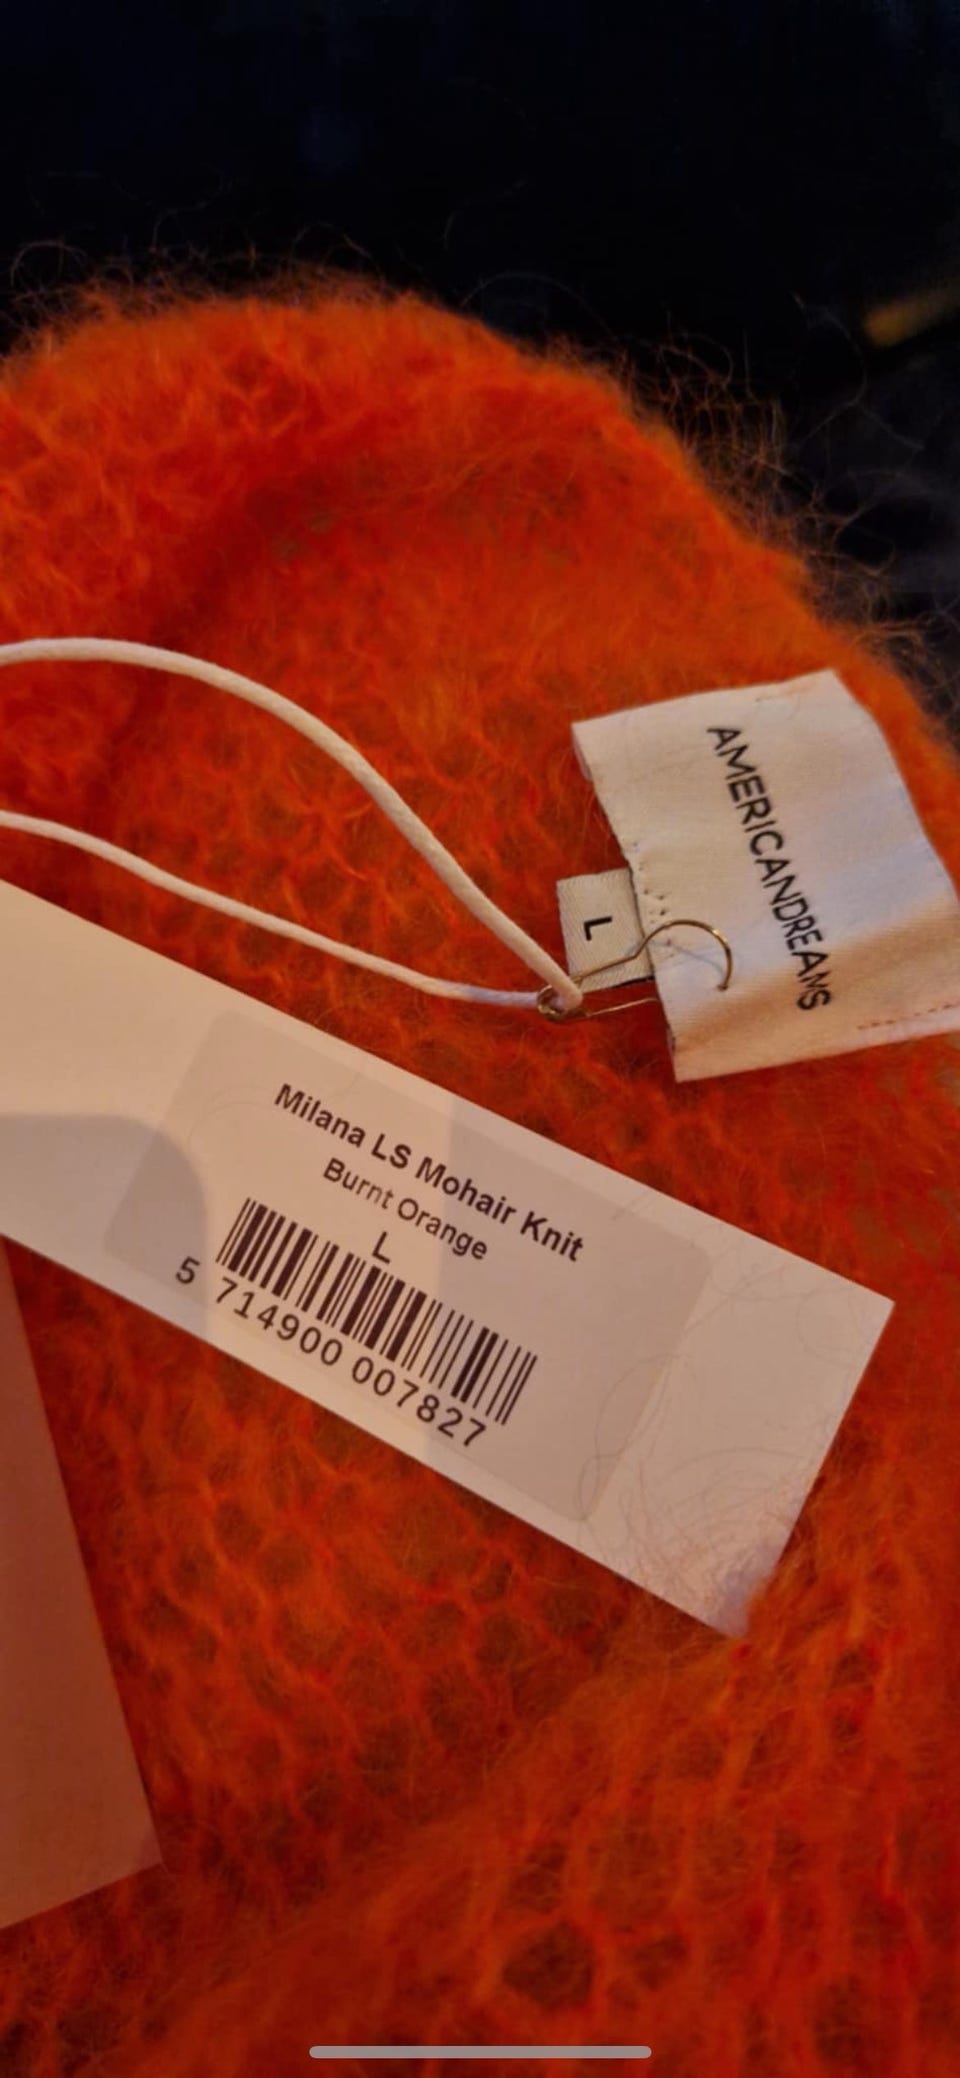 AMERICANDREAMS
L
Milana LS Mohair Knit
Burnt Orange
L
5 714900 007827